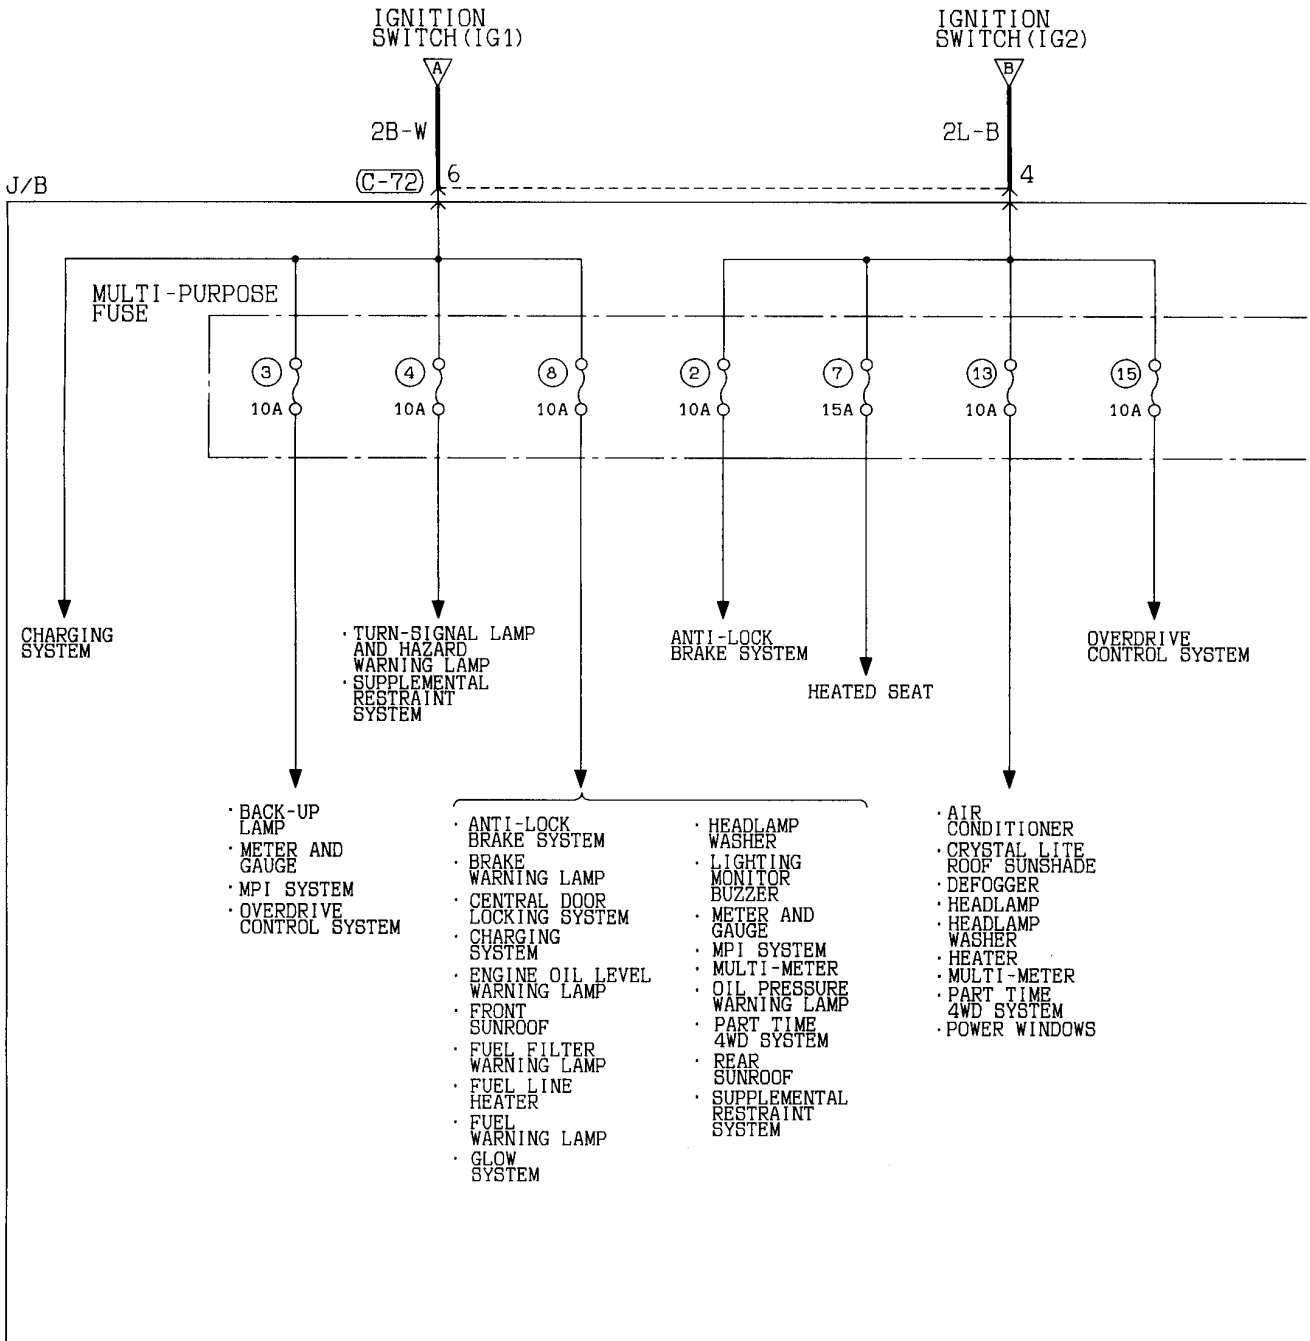 IGNITION
SWITCH(IG1)
IGNITION
SWITCH(IG2)
A
B
2B-W
2L-B
J/B
C-72
6
4
MULTI-PURPOSE
FUSE
3
10A
4
10A
8
10A
2
10A
7
15A
13
10A
15
10A
CHARGING
SYSTEM
· TURN-SIGNAL LAMP
AND HAZARD
WARNING LAMP
· SUPPLEMENTAL
RESTRAINT
SYSTEM
ANTI-LOCK
BRAKE SYSTEM
HEATED SEAT
OVERDRIVE
CONTROL SYSTEM
· BACK-UP
LAMP
· METER AND
GAUGE
· MPI SYSTEM
· OVERDRIVE
CONTROL SYSTEM
· ANTI-LOCK
BRAKE SYSTEM
· BRAKE
WARNING LAMP
· CENTRAL DOOR
LOCKING SYSTEM
· CHARGING
SYSTEM
· ENGINE OIL LEVEL
WARNING LAMP
· FRONT
SUNROOF
· FUEL FILTER
WARNING LAMP
· FUEL LINE
HEATER
· FUEL
WARNING LAMP
· GLOW
SYSTEM
· HEADLAMP
WASHER
· LIGHTING
MONITOR
BUZZER
· METER AND
GAUGE
· MPI SYSTEM
· MULTI-METER
· OIL PRESSURE
WARNING LAMP
· PART TIME
4WD SYSTEM
· REAR
SUNROOF
· SUPPLEMENTAL
RESTRAINT
SYSTEM
· AIR
CONDITIONER
· CRYSTAL LITE
ROOF SUNSHADE
· DEFOGGER
· HEADLAMP
· HEADLAMP
WASHER
· HEATER
· MULTI-METER
· PART TIME
4WD SYSTEM
· POWER WINDOWS